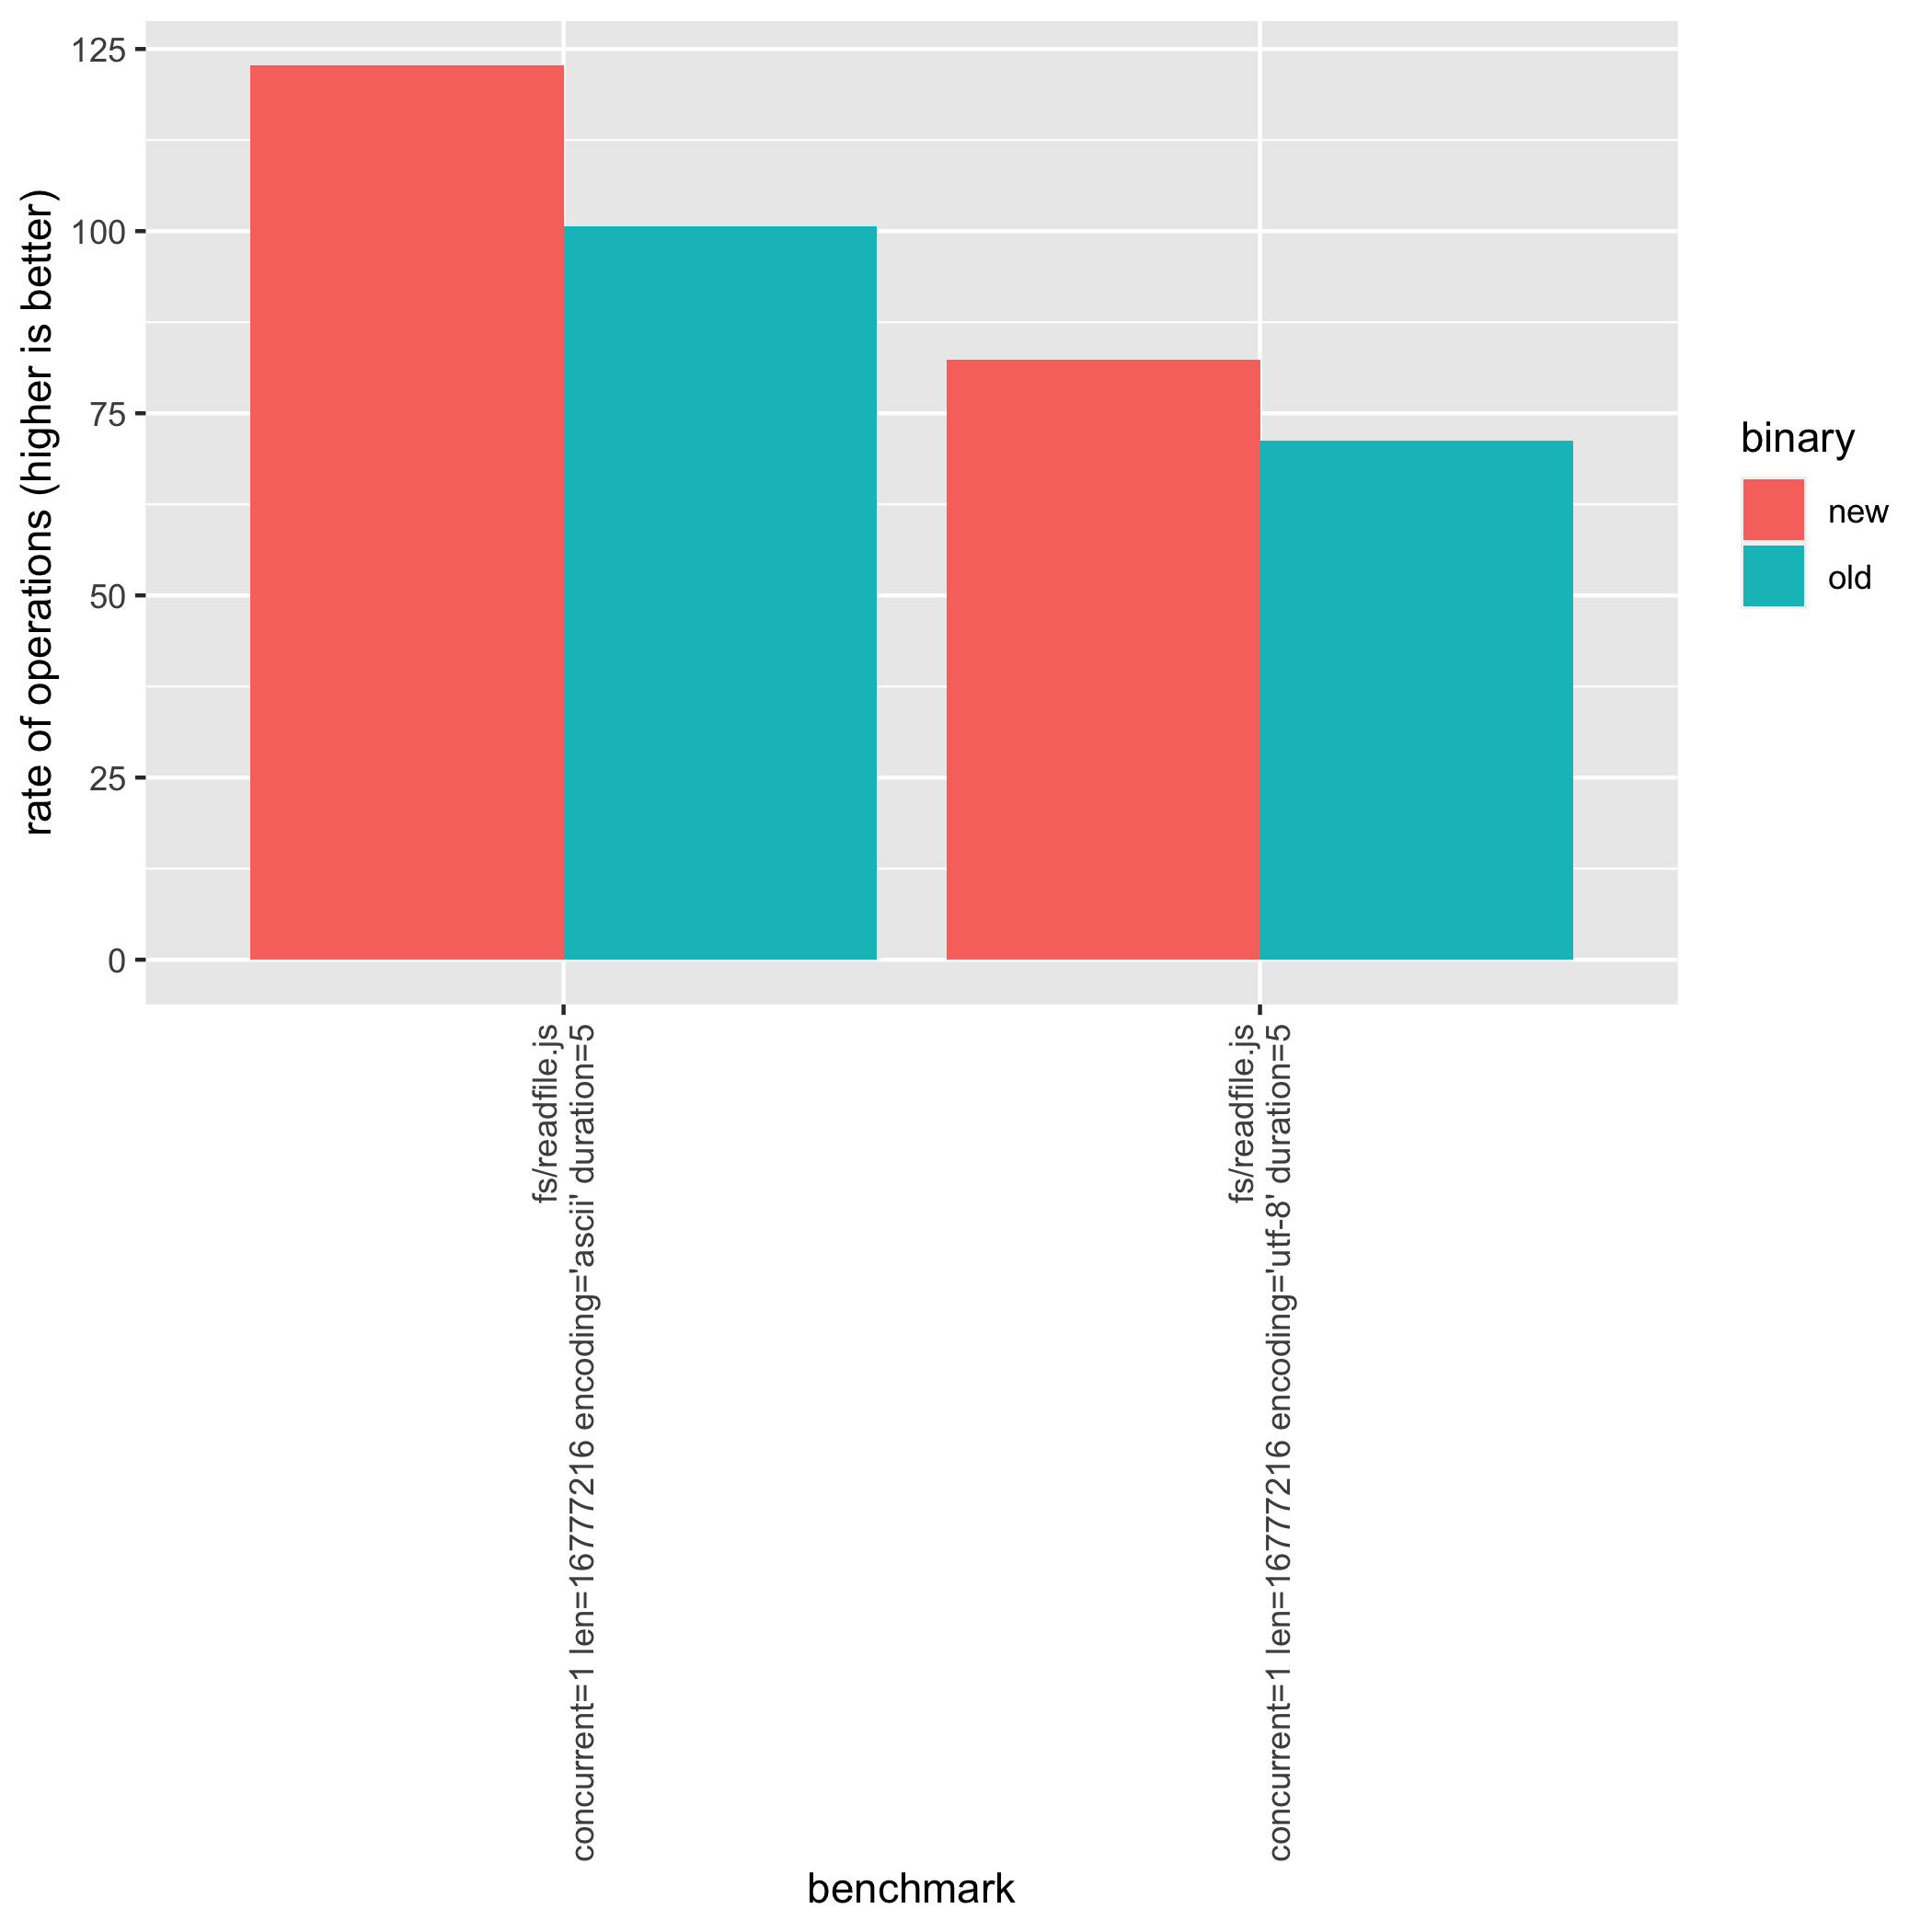 rate of operations (higher is better)
125
100
75
50
25
0
fs/readfile.js
concurrent=1 len=16777216 encoding='ascii' duration=5
fs/readfile.js
concurrent=1 len=16777216 encoding='utf-8' duration=5
benchmark
binary
new
old